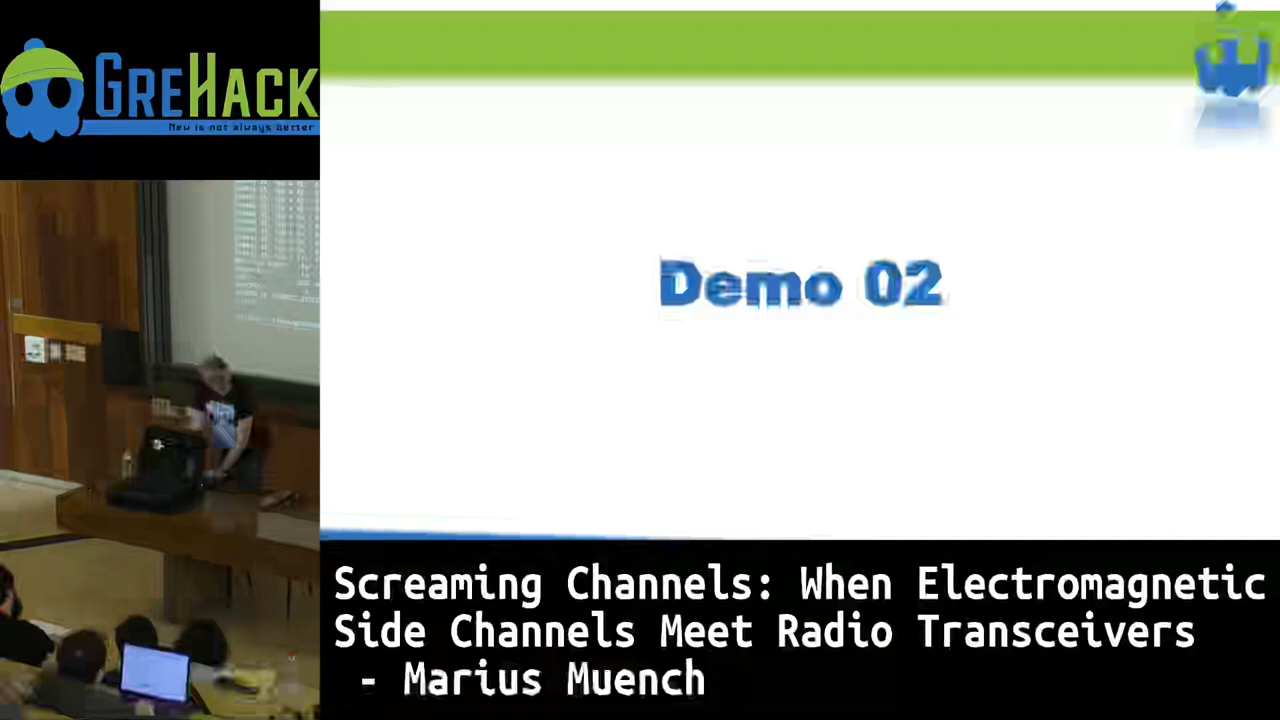 GREHACK
New is not always better
Demo 02
Screaming Channels: When Electromagnetic
Side Channels Meet Radio Transceivers
- Marius Muench